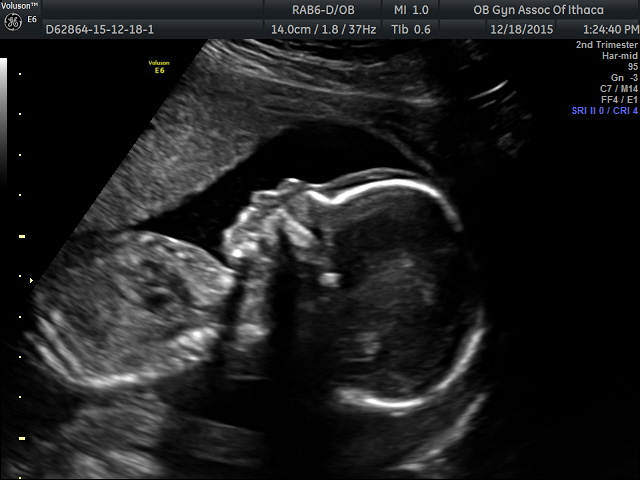 Voluson™
E6
RAB6-D/OB
MI 1.0
OB Gyn Assoc Of Ithaca
D62864-15-12-18-1
14.0cm / 1.8 / 37Hz
TIb 0.6
12/18/2015
1:24:40 PM
2nd Trimester
Har-mid
95
Gn -3
C7 / M14
FF4 / E1
SRI II 0 / CRI 4
Voluson
E6